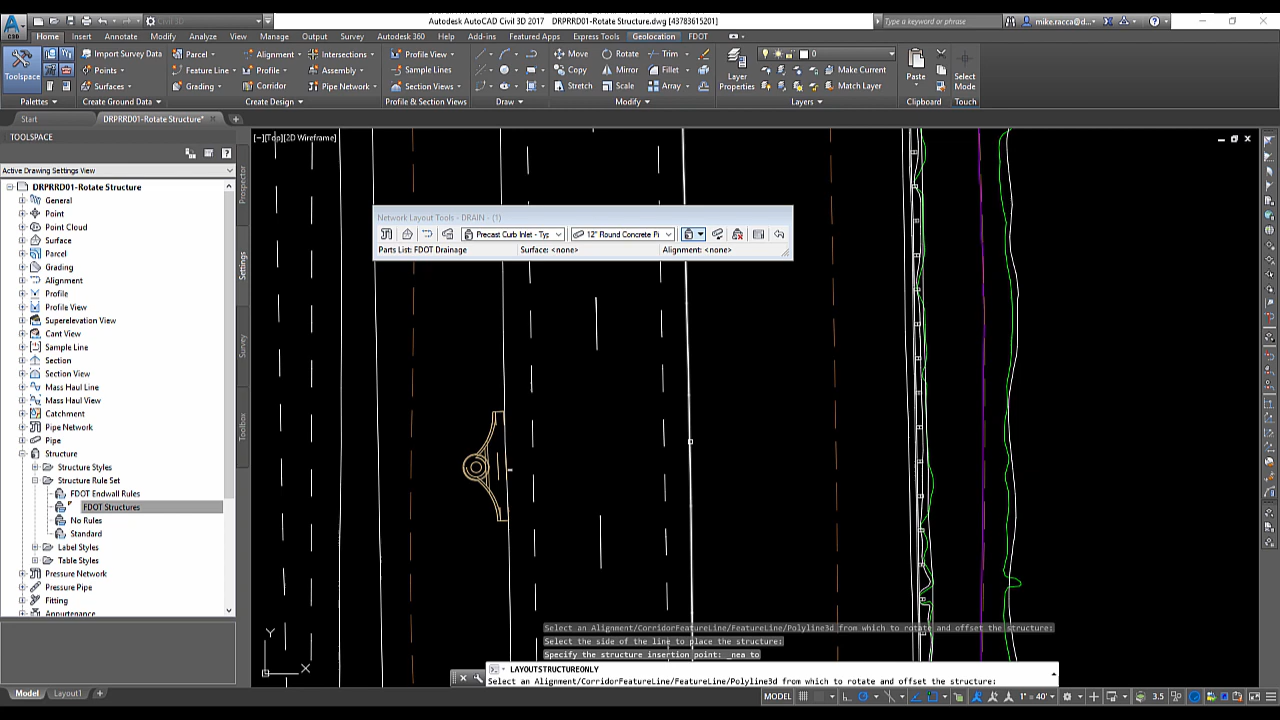 Autodesk AutoCAD Civil 3D 2017 - DRPRRD01-Rotate Structure.dwg [43783615201]
Civil 3D
Type a keyword or phrase
mike.racca@d...
Home Insert Annotate Modify Analyze View Manage Output Survey Autodesk 360 Help Add-ins Featured Apps Express Tools Geolocation FDOT
Toolspace
Import Survey Data
Points
Surfaces
Parcel
Feature Line
Grading
Alignment
Profile
Corridor
Intersections
Assembly
Pipe Network
Profile View
Sample Lines
Section Views
Move Rotate Trim
Copy Mirror Fillet
Stretch Scale Array
Layer Properties
0
Make Current
Match Layer
Paste
Select Mode
Palettes Create Ground Data Create Design Profile & Section Views Draw Modify Layers Clipboard Touch
Start DRPRRD01-Rotate Structure*
TOOLSPACE
Active Drawing Settings View
DRPRRD01-Rotate Structure
General
Point
Point Cloud
Surface
Parcel
Grading
Alignment
Profile
Profile View
Superelevation View
Cant View
Sample Line
Section
Section View
Mass Haul Line
Mass Haul View
Catchment
Pipe Network
Pipe
Structure
Structure Styles
Structure Rule Set
FDOT Endwall Rules
FDOT Structures
No Rules
Standard
Label Styles
Table Styles
Pressure Network
Pressure Pipe
Fitting
Appurtenance
Prospector
Settings
Survey
Toolbox
[−][Top][2D Wireframe]
Network Layout Tools - DRAIN - (1)
Precast Curb Inlet - Typ
12" Round Concrete Pi
Parts List: FDOT Drainage Surface: <none> Alignment: <none>
Y
X
Select an Alignment/CorridorFeatureLine/FeatureLine/Polyline3d from which to rotate and offset the structure:
Select the side of the line to place the structure:
Specify the structure insertion point: _nea to
LAYOUTSTRUCTUREONLY
Select an Alignment/CorridorFeatureLine/FeatureLine/Polyline3d from which to rotate and offset the structure:
Model Layout1 +
MODEL
1" = 40'
3.5